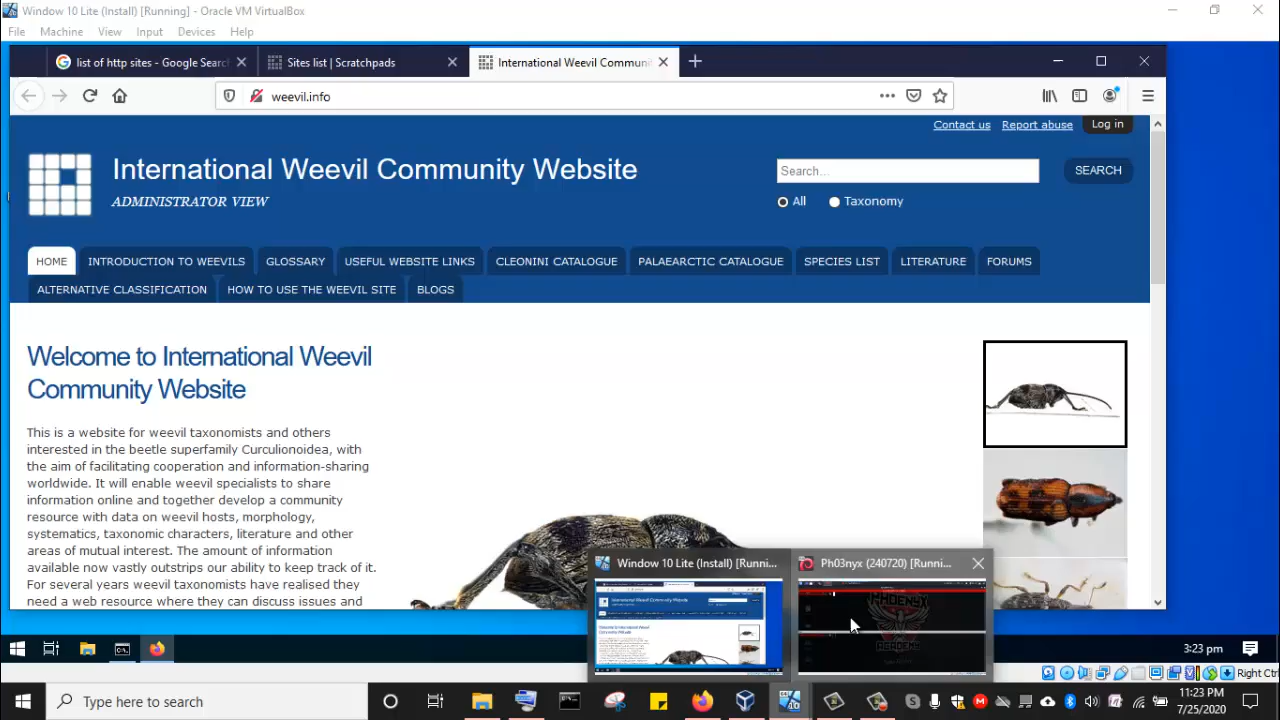 Window 10 Lite (Install) [Running] - Oracle VM VirtualBox
File Machine View Input Devices Help
list of http sites - Google Search
Sites list | Scratchpads
International Weevil Communi
weevil.info
Contact us Report abuse Log in
International Weevil Community Website
ADMINISTRATOR VIEW
Search...
SEARCH
All Taxonomy
HOME INTRODUCTION TO WEEVILS GLOSSARY USEFUL WEBSITE LINKS CLEONINI CATALOGUE PALAEARCTIC CATALOGUE SPECIES LIST LITERATURE FORUMS
ALTERNATIVE CLASSIFICATION HOW TO USE THE WEEVIL SITE BLOGS
Welcome to International Weevil
Community Website
This is a website for weevil taxonomists and others
interested in the beetle superfamily Curculionoidea, with
the aim of facilitating cooperation and information-sharing
worldwide. It will enable weevil specialists to share
information online and together develop a community
resource with data on weevil hosts, morphology,
systematics, taxonomic characters, literature and other
areas of mutual interest. The amount of information
available now vastly outstrips our ability to keep track of it.
For several years weevil taxonomists have realised they
need a web resource where they can discuss issues and
Window 10 Lite (Install) [Runni...
Ph03nyx (240720) [Running...
ACADEMY
3:23 pm
Right Ctrl
Type here to search
11:23 PM
7/25/2020